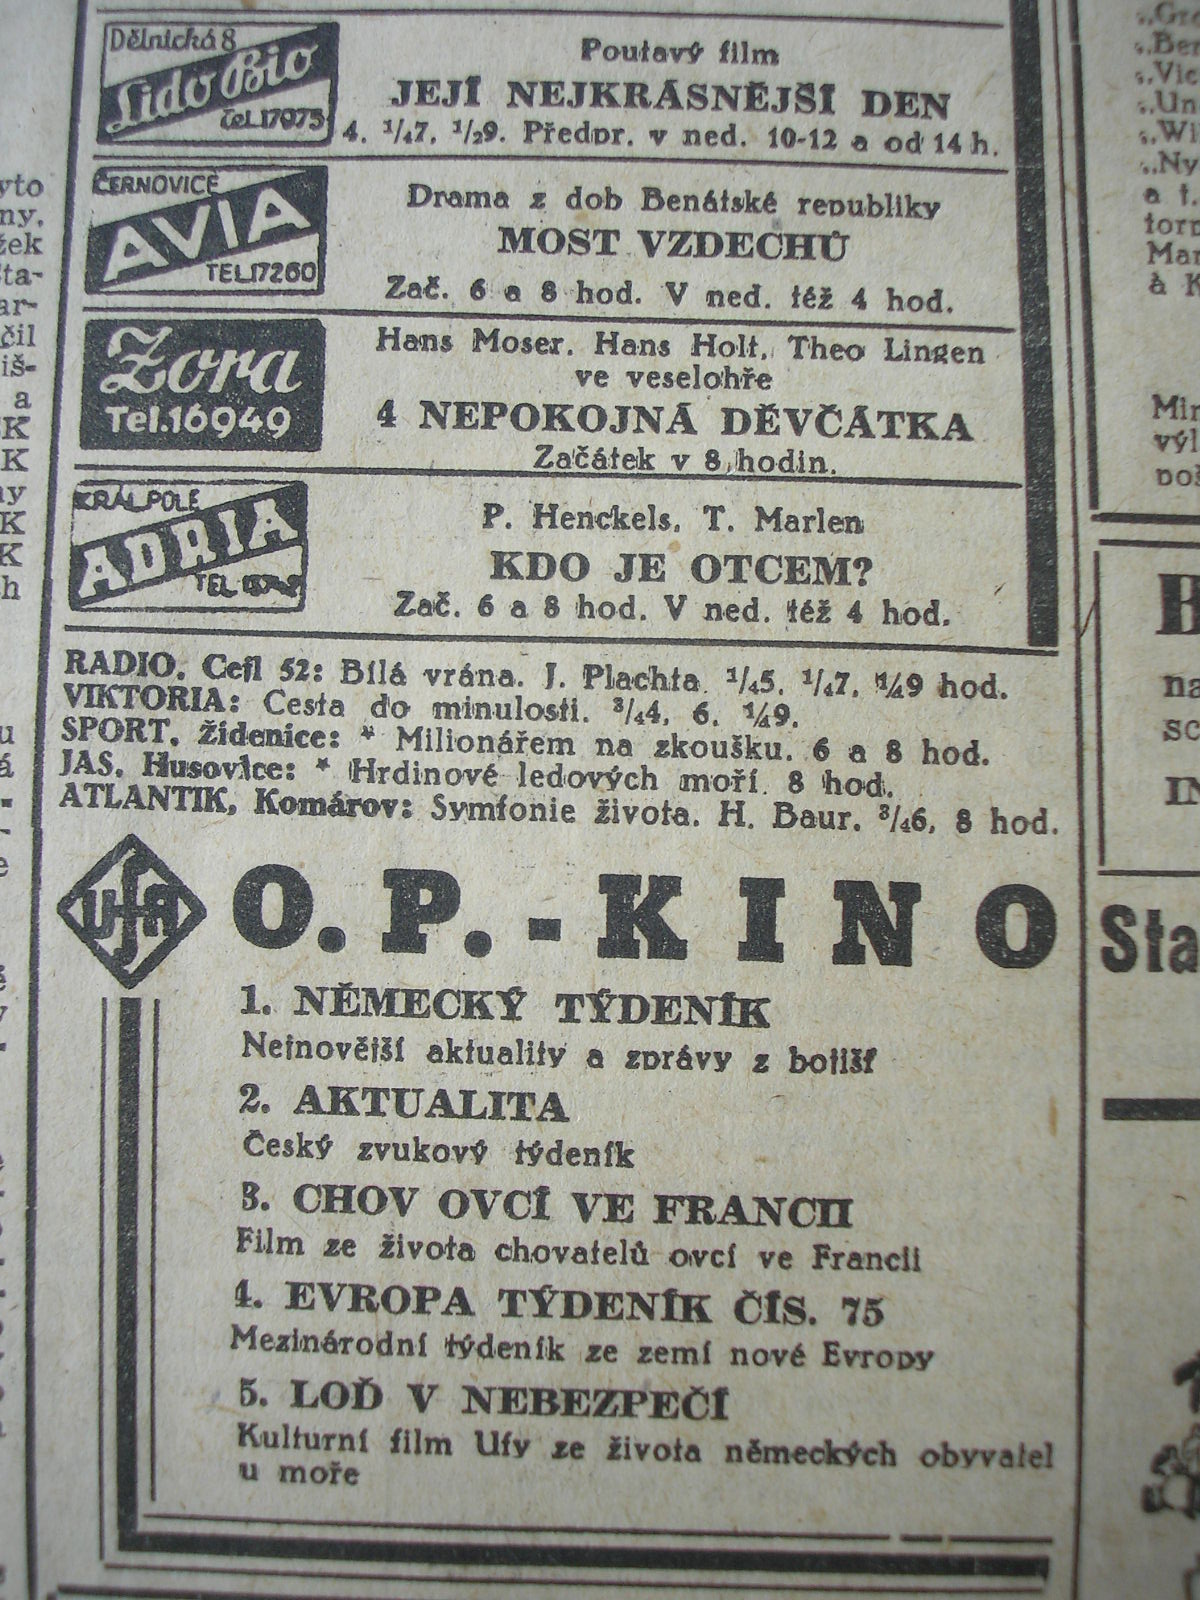 Dělnická 8
Lido Bio
tel. 17075
Poutavý film
JEJÍ NEJKRÁSNĚJŠÍ DEN
4. 1/47. 1/29. Předpr. v ned. 10-12 a od 14 h.
ČERNOVICE
AVIA
TEL.17260
Drama z dob Benátské republiky
MOST VZDECHŮ
Zač. 6 a 8 hod. V ned. též 4 hod.
Zora
Tel.16949
Hans Moser, Hans Holt, Theo Lingen
ve veselohře
4 NEPOKOJNÁ DĚVČÁTKA
Začátek v 8 hodin.
KRÁL.POLE
ADRIA
TEL
P. Henckels, T. Marlen
KDO JE OTCEM?
Zač. 6 a 8 hod. V ned. též 4 hod.
RADIO, Cejl 52: Bílá vrána. J. Plachta. 1/45, 1/47, 1/49 hod.
VIKTORIA: Cesta do minulosti. 3/44, 6, 1/49.
SPORT, Židenice: * Milionářem na zkoušku. 6 a 8 hod.
JAS, Husovice: * Hrdinové ledových moří. 8 hod.
ATLANTIK, Komárov: Symfonie života. H. Baur. 3/46, 8 hod.
UFA
O. P. - KINO
1. NĚMECKÝ TÝDENÍK
Nejnovější aktuality a zprávy z bojišť
2. AKTUALITA
Český zvukový týdeník
3. CHOV OVCÍ VE FRANCII
Film ze života chovatelů ovcí ve Francii
4. EVROPA TÝDENÍK ČÍS. 75
Mezinárodní týdeník ze zemí nové Evropy
5. LOĎ V NEBEZPEČÍ
Kulturní film Ufy ze života německých obyvatel
u moře